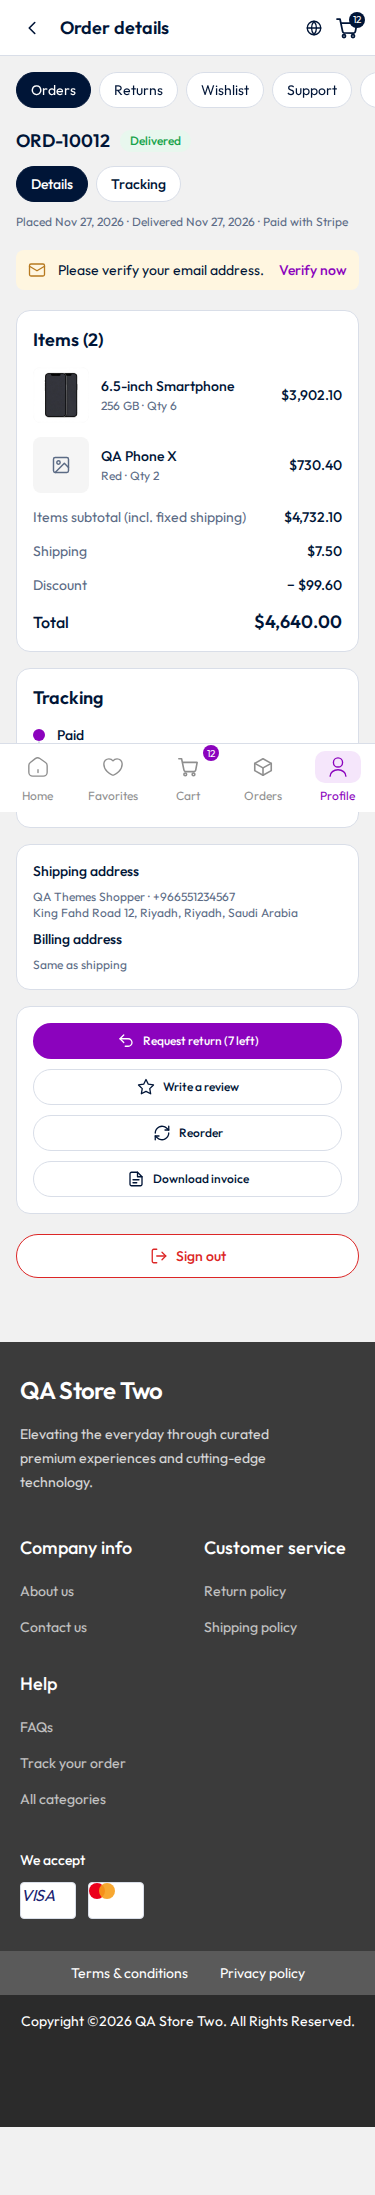 Order details
12
Orders
Returns
Wishlist
Support
ORD-10012
Delivered
Details
Tracking
Placed Nov 27, 2026 · Delivered Nov 27, 2026 · Paid with Stripe
Please verify your email address. Verify now
Items (2)
6.5-inch Smartphone
256 GB · Qty 6
$3,902.10
QA Phone X
Red · Qty 2
$730.40
Items subtotal (incl. fixed shipping) $4,732.10
Shipping $7.50
Discount − $99.60
Total $4,640.00
Tracking
Paid
12
Home
Favorites
Cart
Orders
Profile
Shipping address
QA Themes Shopper · +966551234567
King Fahd Road 12, Riyadh, Riyadh, Saudi Arabia
Billing address
Same as shipping
Request return (7 left)
Write a review
Reorder
Download invoice
Sign out
QA Store Two
Elevating the everyday through curated
premium experiences and cutting-edge
technology.
Company info
About us
Contact us
Customer service
Return policy
Shipping policy
Help
FAQs
Track your order
All categories
We accept
VISA
Terms & conditions
Privacy policy
Copyright ©2026 QA Store Two. All Rights Reserved.